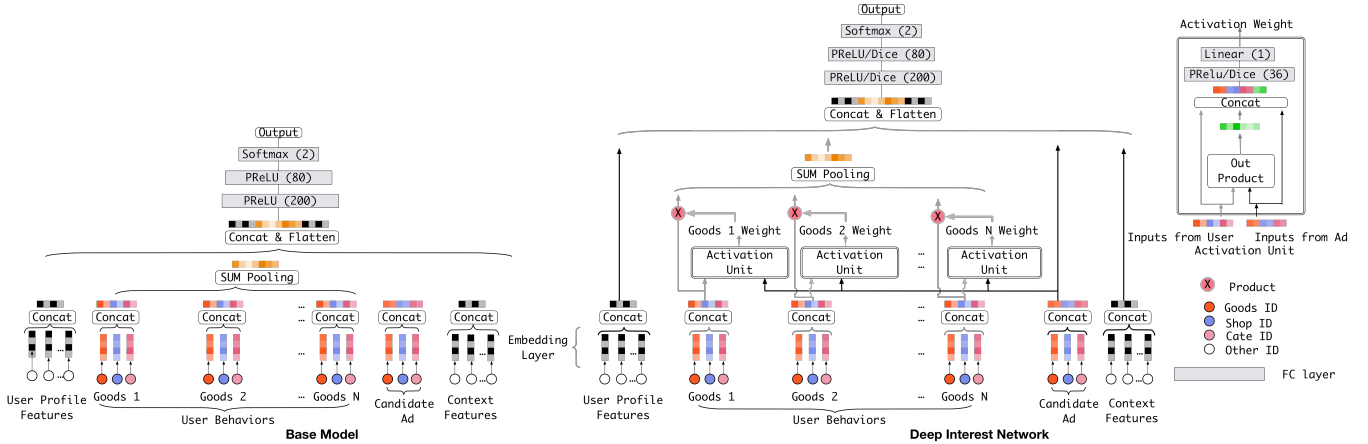 Output
Softmax (2)
PReLU (80)
PReLU (200)
Concat & Flatten
SUM Pooling
Concat
Concat
Concat
...
...
Concat
Concat
Concat
...
...
User Profile
Features
Goods 1
Goods 2
... Goods N
User Behaviors
Candidate
Ad
Context
Features
Base Model
Output
Softmax (2)
PReLU/Dice (80)
PReLU/Dice (200)
Concat & Flatten
SUM Pooling
X
X
X
Goods 1 Weight
Goods 2 Weight
Goods N Weight
Activation
Unit
Activation
Unit
...
...
Activation
Unit
Embedding
Layer
Concat
Concat
Concat
...
...
Concat
Concat
Concat
...
...
User Profile
Features
Goods 1
Goods 2
... Goods N
User Behaviors
Candidate
Ad
Context
Features
Deep Interest Network
Activation Weight
Linear (1)
PRelu/Dice (36)
Concat
Out
Product
Inputs from User
Inputs from Ad
Activation Unit
X Product
Goods ID
Shop ID
Cate ID
Other ID
FC layer